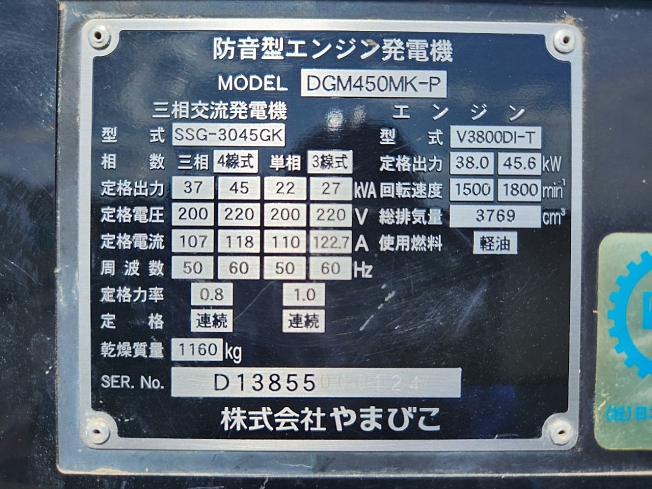 防音型エンジン発電機
MODEL DGM450MK-P
三相交流発電機 エンジン
型式 SSG-3045GK 型式 V3800DI-T
相数 三相 4線式 単相 3線式 定格出力 38.0 45.6 kW
定格出力 37 45 22 27 kVA 回転速度 1500 1800 min⁻¹
定格電圧 200 220 200 220 V 総排気量 3769 cm³
定格電流 107 118 110 122.7 A 使用燃料 軽油
周波数 50 60 50 60 Hz
定格力率 0.8 1.0
定格 連続 連続
乾燥質量 1160 kg
SER. No. D13855000124
株式会社やまびこ
(社)日